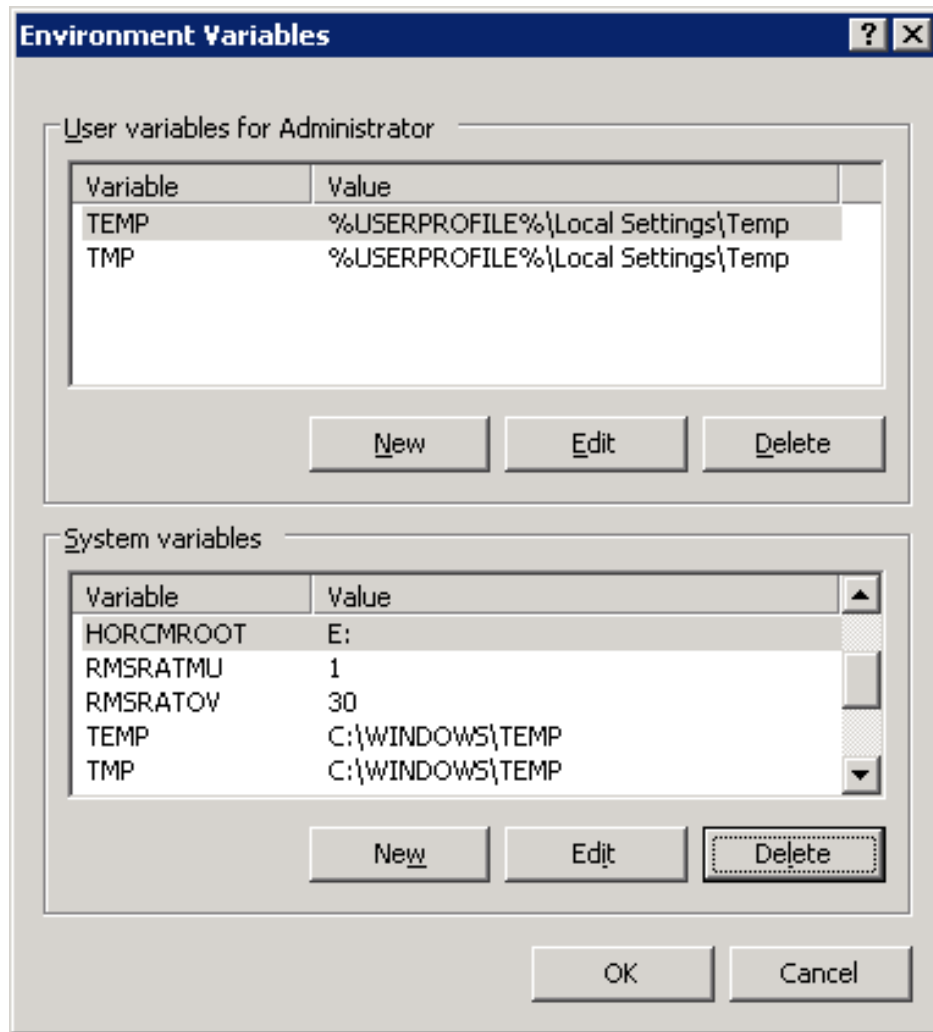 Environment Variables
User variables for Administrator
Variable Value
TEMP %USERPROFILE%\Local Settings\Temp
TMP %USERPROFILE%\Local Settings\Temp
New Edit Delete
System variables
Variable Value
HORCMROOT E:
RMSRATMU 1
RMSRATOV 30
TEMP C:\WINDOWS\TEMP
TMP C:\WINDOWS\TEMP
New Edit Delete
OK Cancel